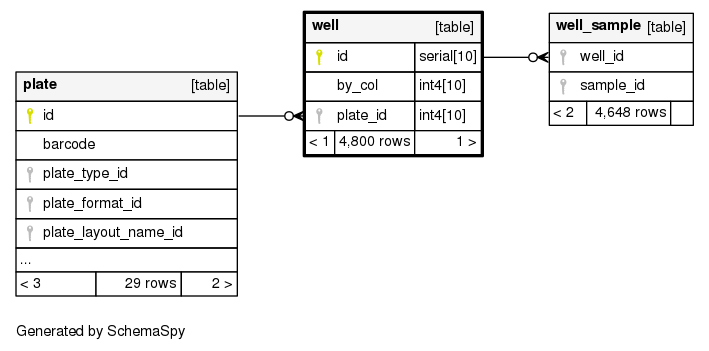 plate [table]
id
barcode
plate_type_id
plate_format_id
plate_layout_name_id
...
< 3 29 rows 2 >
well [table]
id serial[10]
by_col int4[10]
plate_id int4[10]
< 1 4,800 rows 1 >
well_sample [table]
well_id
sample_id
< 2 4,648 rows
Generated by SchemaSpy